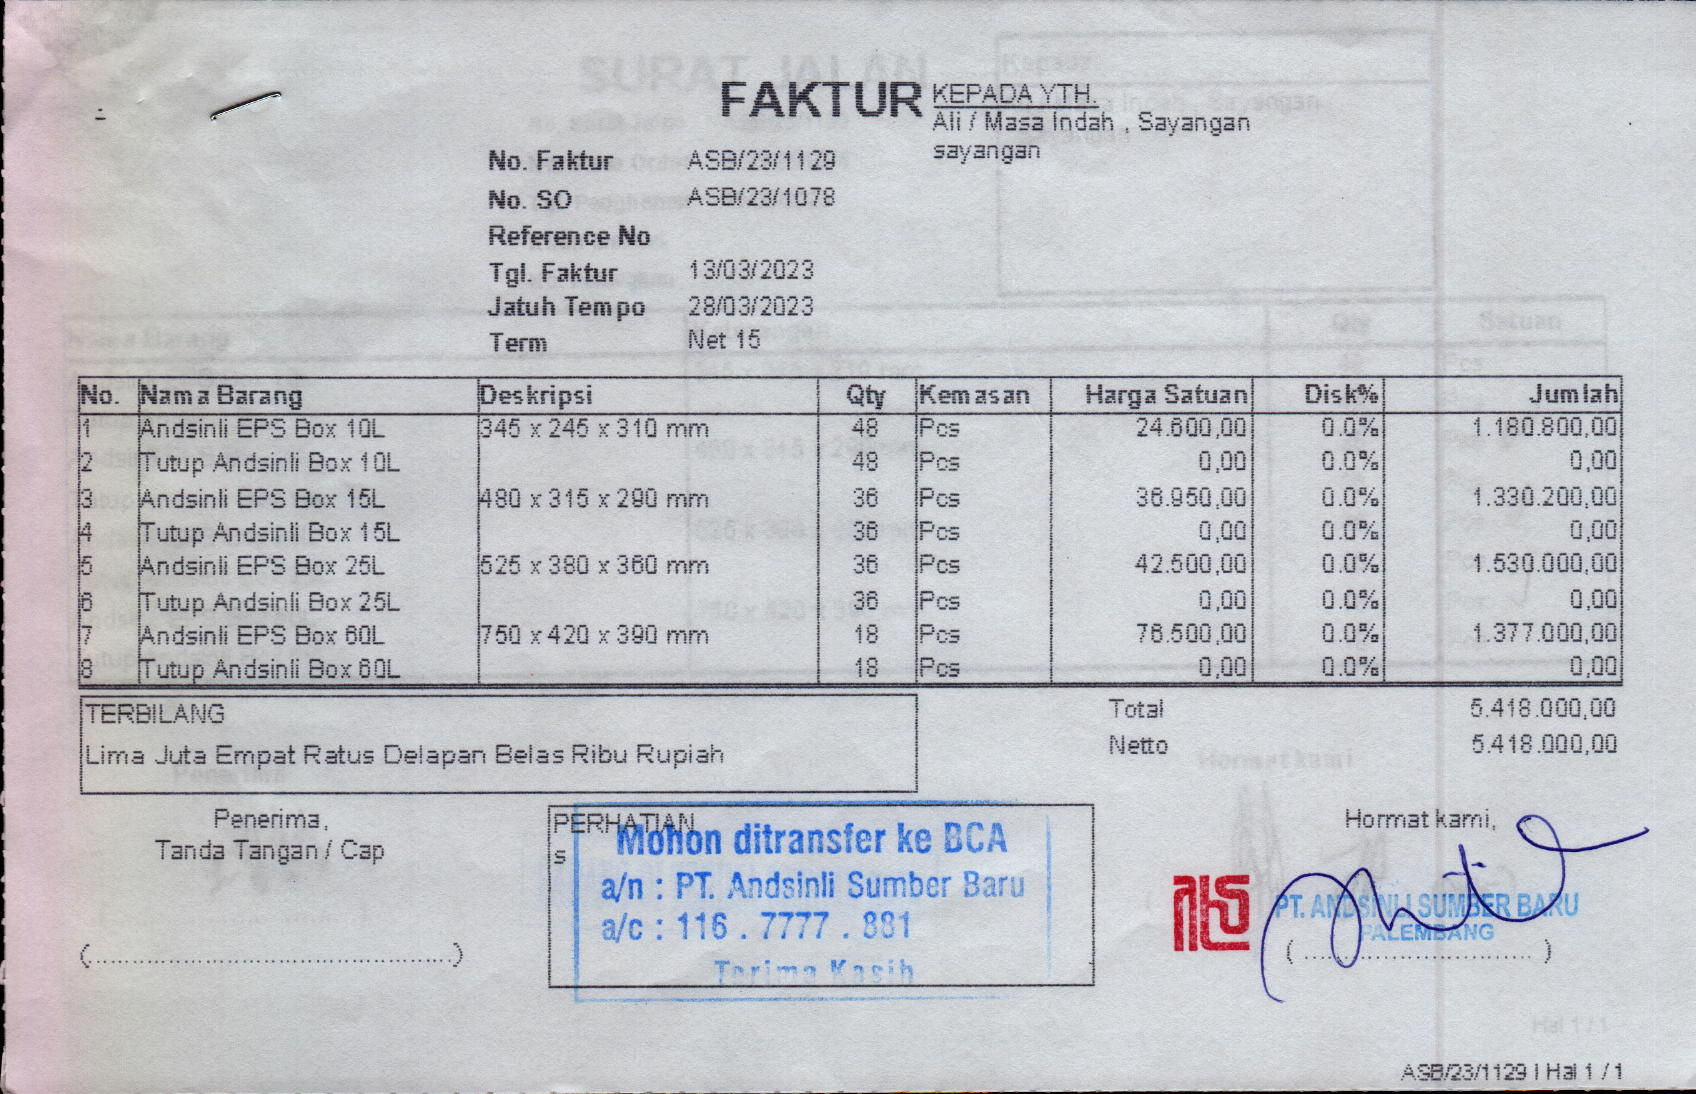 FAKTUR
KEPADA YTH.
Ali / Masa Indah , Sayangan
sayangan
No. Faktur ASB/23/1129
No. SO ASB/23/1078
Reference No
Tgl. Faktur 13/03/2023
Jatuh Tempo 28/03/2023
Term Net 15
No. Nama Barang Deskripsi Qty Kemasan Harga Satuan Disk% Jumlah
1 Andsinli EPS Box 10L 345 x 245 x 310 mm 48 Pcs 24.600,00 0.0% 1.180.800,00
2 Tutup Andsinli Box 10L 48 Pcs 0,00 0.0% 0,00
3 Andsinli EPS Box 15L 480 x 315 x 290 mm 36 Pcs 36.950,00 0.0% 1.330.200,00
4 Tutup Andsinli Box 15L 36 Pcs 0,00 0.0% 0,00
5 Andsinli EPS Box 25L 525 x 380 x 360 mm 36 Pcs 42.500,00 0.0% 1.530.000,00
6 Tutup Andsinli Box 25L 36 Pcs 0,00 0.0% 0,00
7 Andsinli EPS Box 60L 750 x 420 x 390 mm 18 Pcs 76.500,00 0.0% 1.377.000,00
8 Tutup Andsinli Box 60L 18 Pcs 0,00 0.0% 0,00
TERBILANG
Lima Juta Empat Ratus Delapan Belas Ribu Rupiah
Total 5.418.000,00
Netto 5.418.000,00
Penerima,
Tanda Tangan / Cap
(................................................)
PERHATIAN
s
Mohon ditransfer ke BCA
a/n : PT. Andsinli Sumber Baru
a/c : 116 . 7777 . 881
Terima Kasih
Hormat kami,
PT. ANDSINLI SUMBER BARU
PALEMBANG
(................................)
ASB/23/1129 | Hal 1 / 1